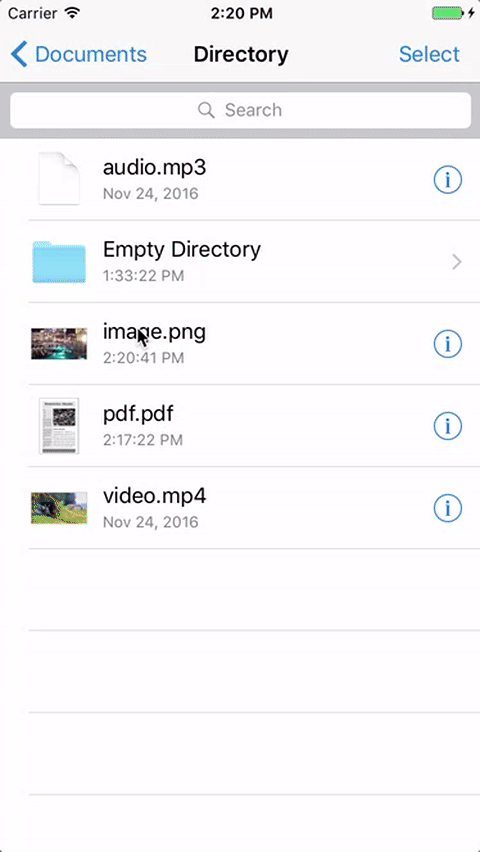 Carrier 2:20 PM
Documents Directory Select
Search
audio.mp3
Nov 24, 2016
Empty Directory
1:33:22 PM
image.png
2:20:41 PM
pdf.pdf
2:17:22 PM
video.mp4
Nov 24, 2016